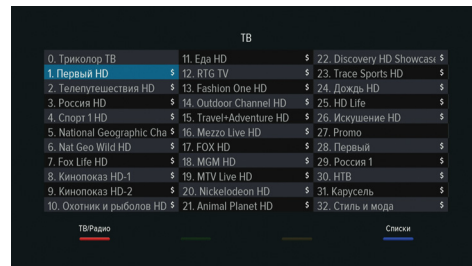 ТВ
0. Триколор ТВ
1. Первый HD $
2. Телепутешествия HD $
3. Россия HD $
4. Спорт 1 HD $
5. National Geographic Cha $
6. Nat Geo Wild HD $
7. Fox Life HD $
8. Кинопоказ HD-1 $
9. Кинопоказ HD-2 $
10. Охотник и рыболов HD $
11. Еда HD $
12. RTG TV $
13. Fashion One HD $
14. Outdoor Channel HD $
15. Travel+Adventure HD $
16. Mezzo Live HD $
17. FOX HD $
18. MGM HD $
19. MTV Live HD $
20. Nickelodeon HD $
21. Animal Planet HD $
22. Discovery HD Showcase $
23. Trace Sports HD $
24. Дождь HD $
25. HD Life $
26. Искушение HD $
27. Promo
28. Первый $
29. Россия 1 $
30. НТВ $
31. Карусель $
32. Стиль и мода $
ТВ/Радио
Списки